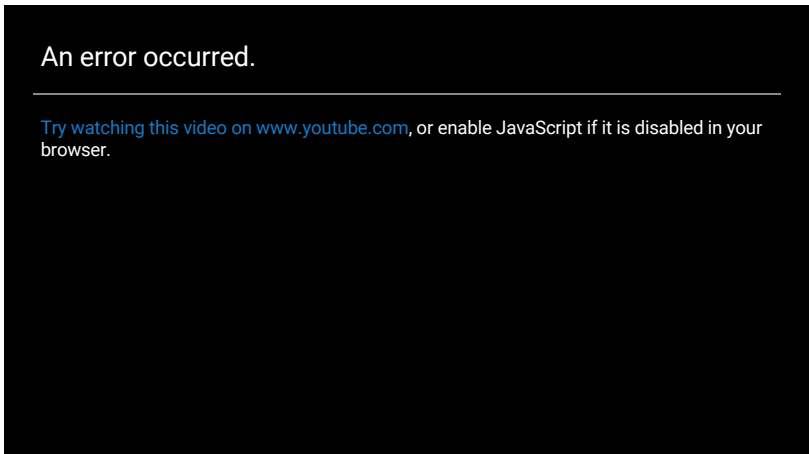 An error occurred.
Try watching this video on www.youtube.com, or enable JavaScript if it is disabled in your
browser.